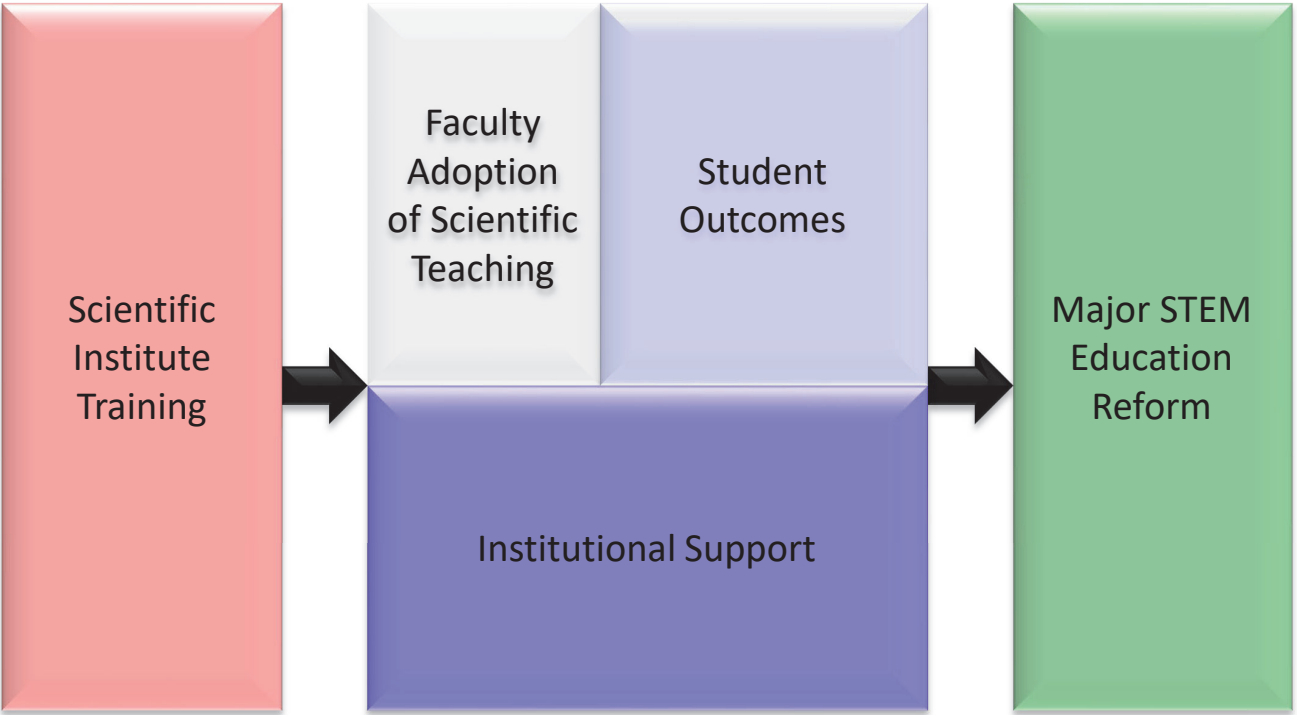 Scientific
Institute
Training
Faculty
Adoption
of Scientific
Teaching
Student
Outcomes
Institutional Support
Major STEM
Education
Reform